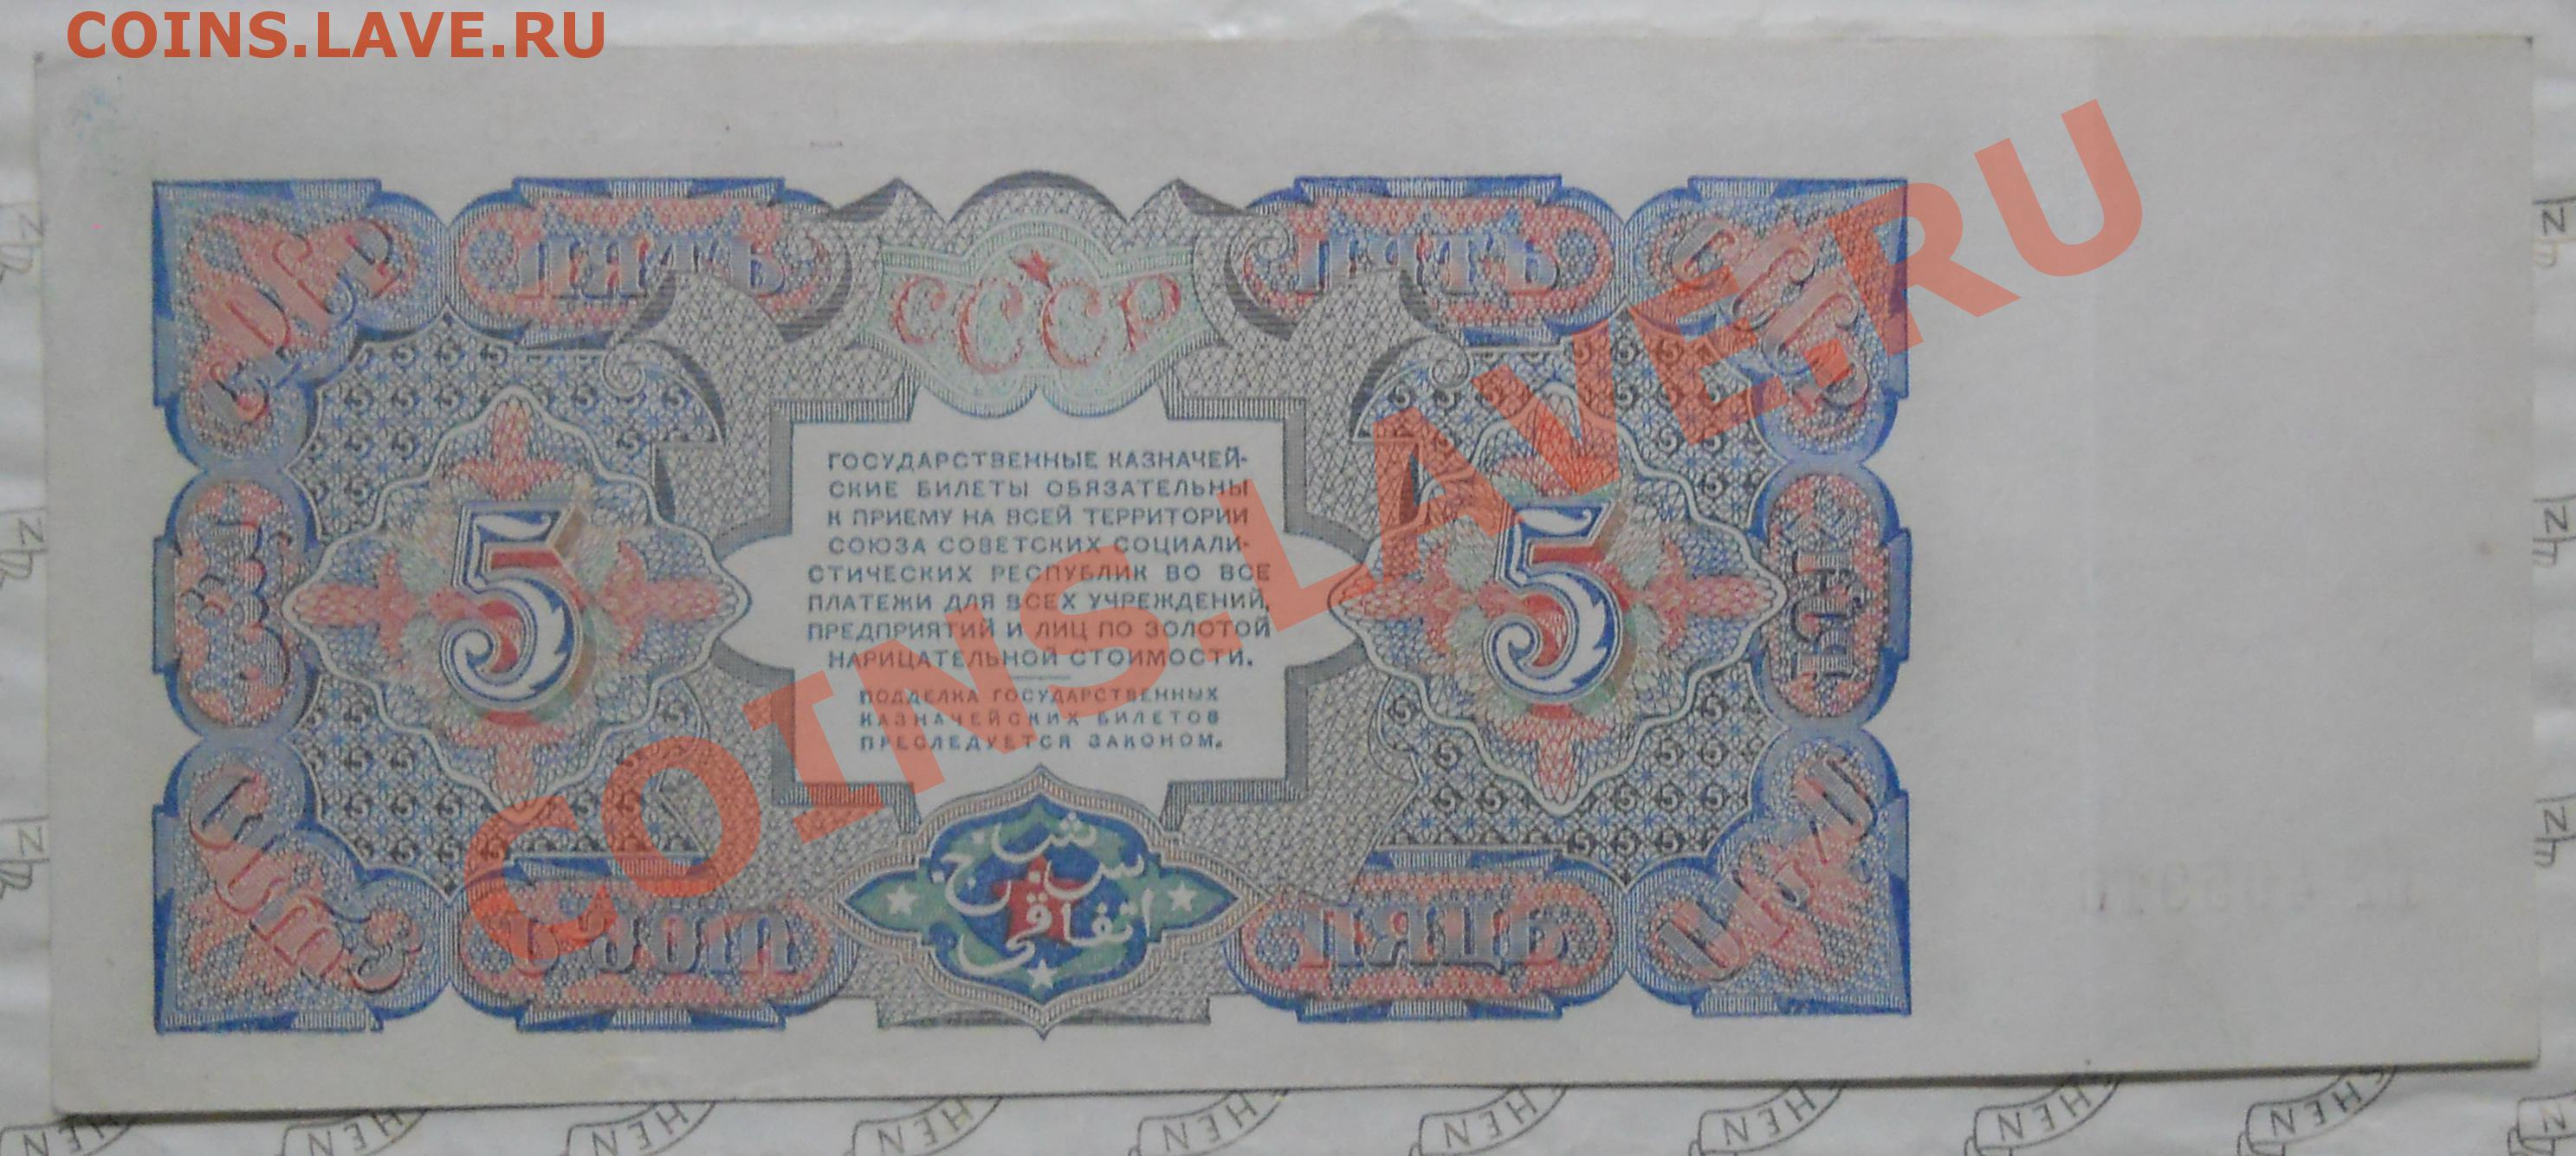 COINS.LAVE.RU
ПЯТЬ
ПЯТЬ
СССР
5
5
ГОСУДАРСТВЕННЫЕ КАЗНАЧЕЙ-
СКИЕ БИЛЕТЫ ОБЯЗАТЕЛЬНЫ
К ПРИЕМУ НА ВСЕЙ ТЕРРИТОРИИ
СОЮЗА СОВЕТСКИХ СОЦИАЛИ-
СТИЧЕСКИХ РЕСПУБЛИК ВО ВСЕ
ПЛАТЕЖИ ДЛЯ ВСЕХ УЧРЕЖДЕНИЙ,
ПРЕДПРИЯТИЙ И ЛИЦ ПО ЗОЛОТОЙ
НАРИЦАТЕЛЬНОЙ СТОИМОСТИ.
ПОДДЕЛКА ГОСУДАРСТВЕННЫХ
КАЗНАЧЕЙСКИХ БИЛЕТОВ
ПРЕСЛЕДУЕТСЯ ЗАКОНОМ.
COINS.LAVE.RU
اتفاقى
ПЯЦЬ